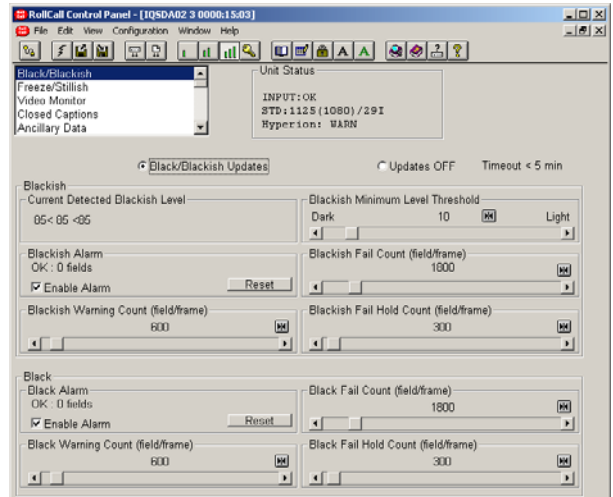 RollCall Control Panel - [IQSDA02 3 0000:15:03]
File Edit View Configuration Window Help
A A
Black/Blackish
Freeze/Stillish
Video Monitor
Closed Captions
Ancillary Data
Unit Status
INPUT:OK
STD:1125(1080)/29I
Hyperion: WARN
Black/Blackish Updates Updates OFF Timeout < 5 min
Blackish
Current Detected Blackish Level
05< 05 <05
Blackish Minimum Level Threshold
Dark 10 Light
Blackish Alarm
OK : 0 fields
Enable Alarm Reset
Blackish Fail Count (field/frame)
1800
Blackish Warning Count (field/frame)
600
Blackish Fail Hold Count (field/frame)
300
Black
Black Alarm
OK : 0 fields
Enable Alarm Reset
Black Fail Count (field/frame)
1800
Black Warning Count (field/frame)
600
Black Fail Hold Count (field/frame)
300